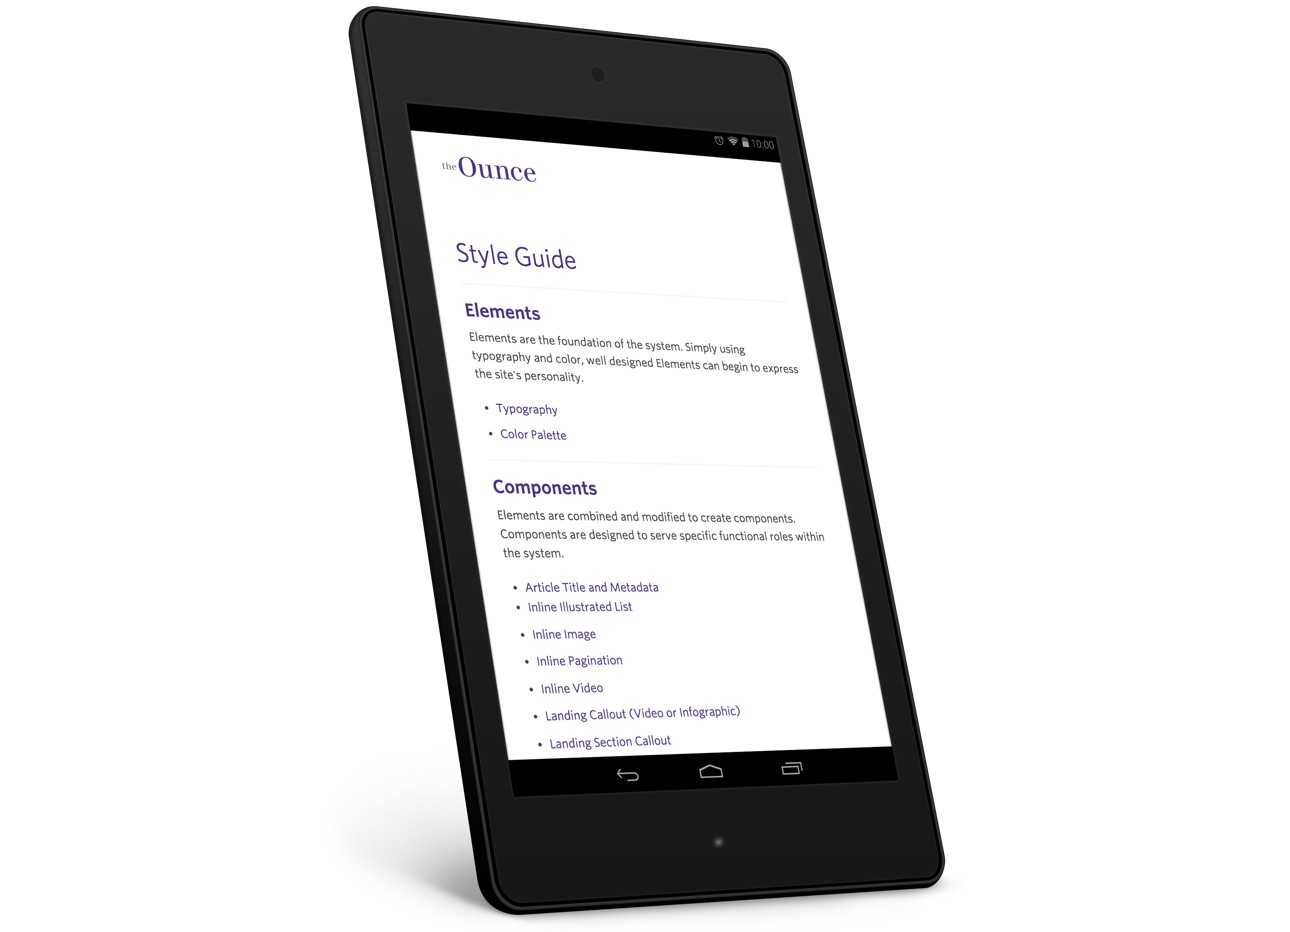 10:00
the Ounce
Style Guide
Elements
Elements are the foundation of the system. Simply using
typography and color, well designed Elements can begin to express
the site's personality.
• Typography
• Color Palette
Components
Elements are combined and modified to create components.
Components are designed to serve specific functional roles within
the system.
• Article Title and Metadata
• Inline Illustrated List
• Inline Image
• Inline Pagination
• Inline Video
• Landing Callout (Video or Infographic)
• Landing Section Callout